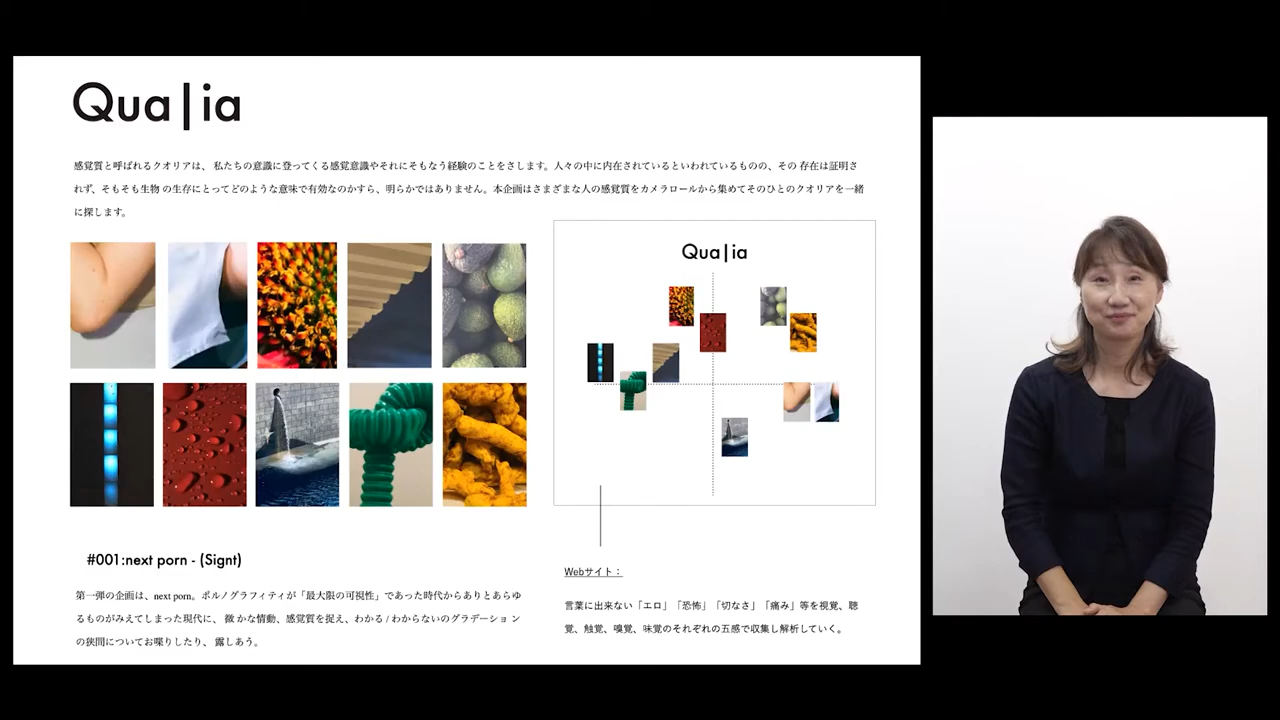 Qua|ia
感覚質と呼ばれるクオリアは、 私たちの意識に登ってくる感覚意識やそれにそもなう経験のことをさします。人々の中に内在されているといわれているものの、その 存在は証明さ
れず、そもそも生物 の生存にとってどのような意味で有効なのかすら、明らかではありません。本企画はさまざまな人の感覚質をカメラロールから集めてそのひとのクオリアを一緒
に探します。
Qua|ia
#001:next porn - (Signt)
第一弾の企画は、next porn。ポルノグラフィティが「最大限の可視性」であった時代からありとあらゆ
るものがみえてしまった現代に、 微 かな情動、感覚質を捉え、わかる / わからないのグラデーショ ン
の狭間についてお喋りしたり、 露しあう。
Webサイト：
言葉に出来ない「エロ」「恐怖」「切なさ」「痛み」等を視覚、聴
覚、触覚、嗅覚、味覚のそれぞれの五感で収集し解析していく。